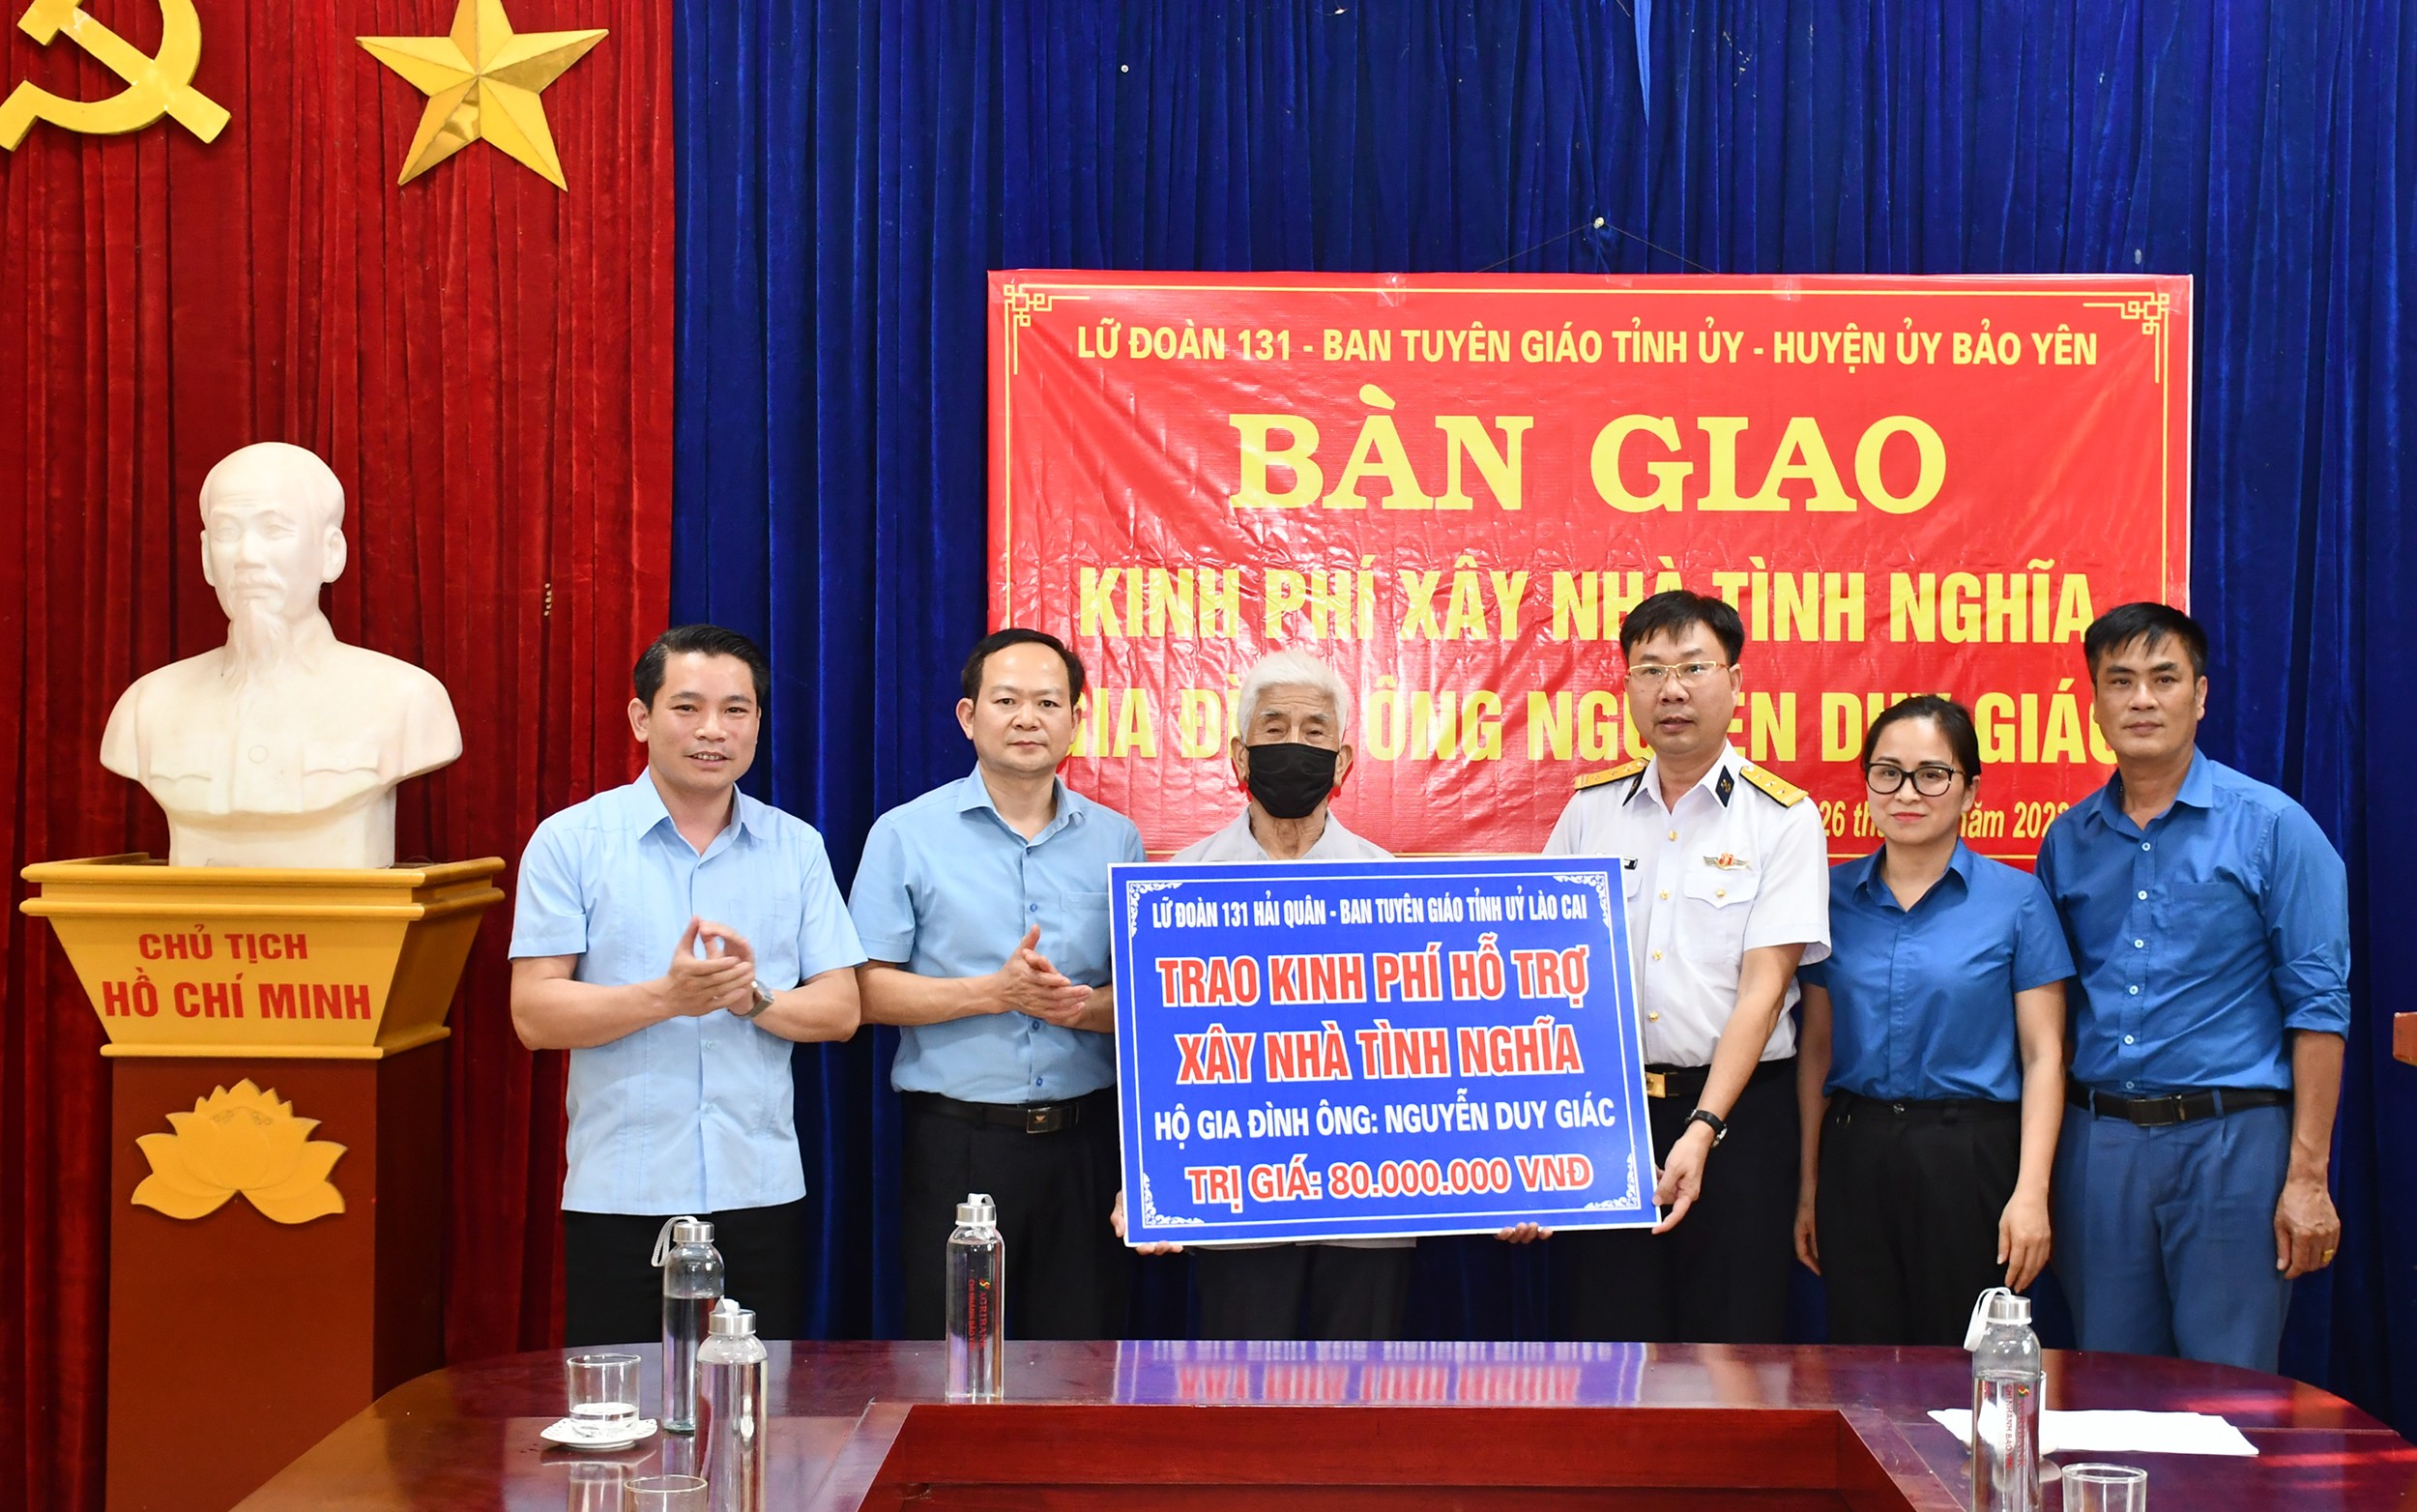 LỮ ĐOÀN 131 - BAN TUYÊN GIÁO TỈNH ỦY - HUYỆN ỦY BẢO YÊN
BÀN GIAO
KINH PHÍ XÂY NHÀ TÌNH NGHĨA
GIA ÔNG DUY GIÁC
26 năm
CHỦ TỊCH
HỒ CHÍ MINH
LỮ ĐOÀN 131 HẢI QUÂN - BAN TUYÊN GIÁO TỈNH UỶ LÀO CAI
TRAO KINH PHÍ HỖ TRỢ
XÂY NHÀ TÌNH NGHĨA
HỘ GIA ĐÌNH ÔNG: NGUYỄN DUY GIÁC
TRỊ GIÁ: 80.000.000 VNĐ
AGRIBANK